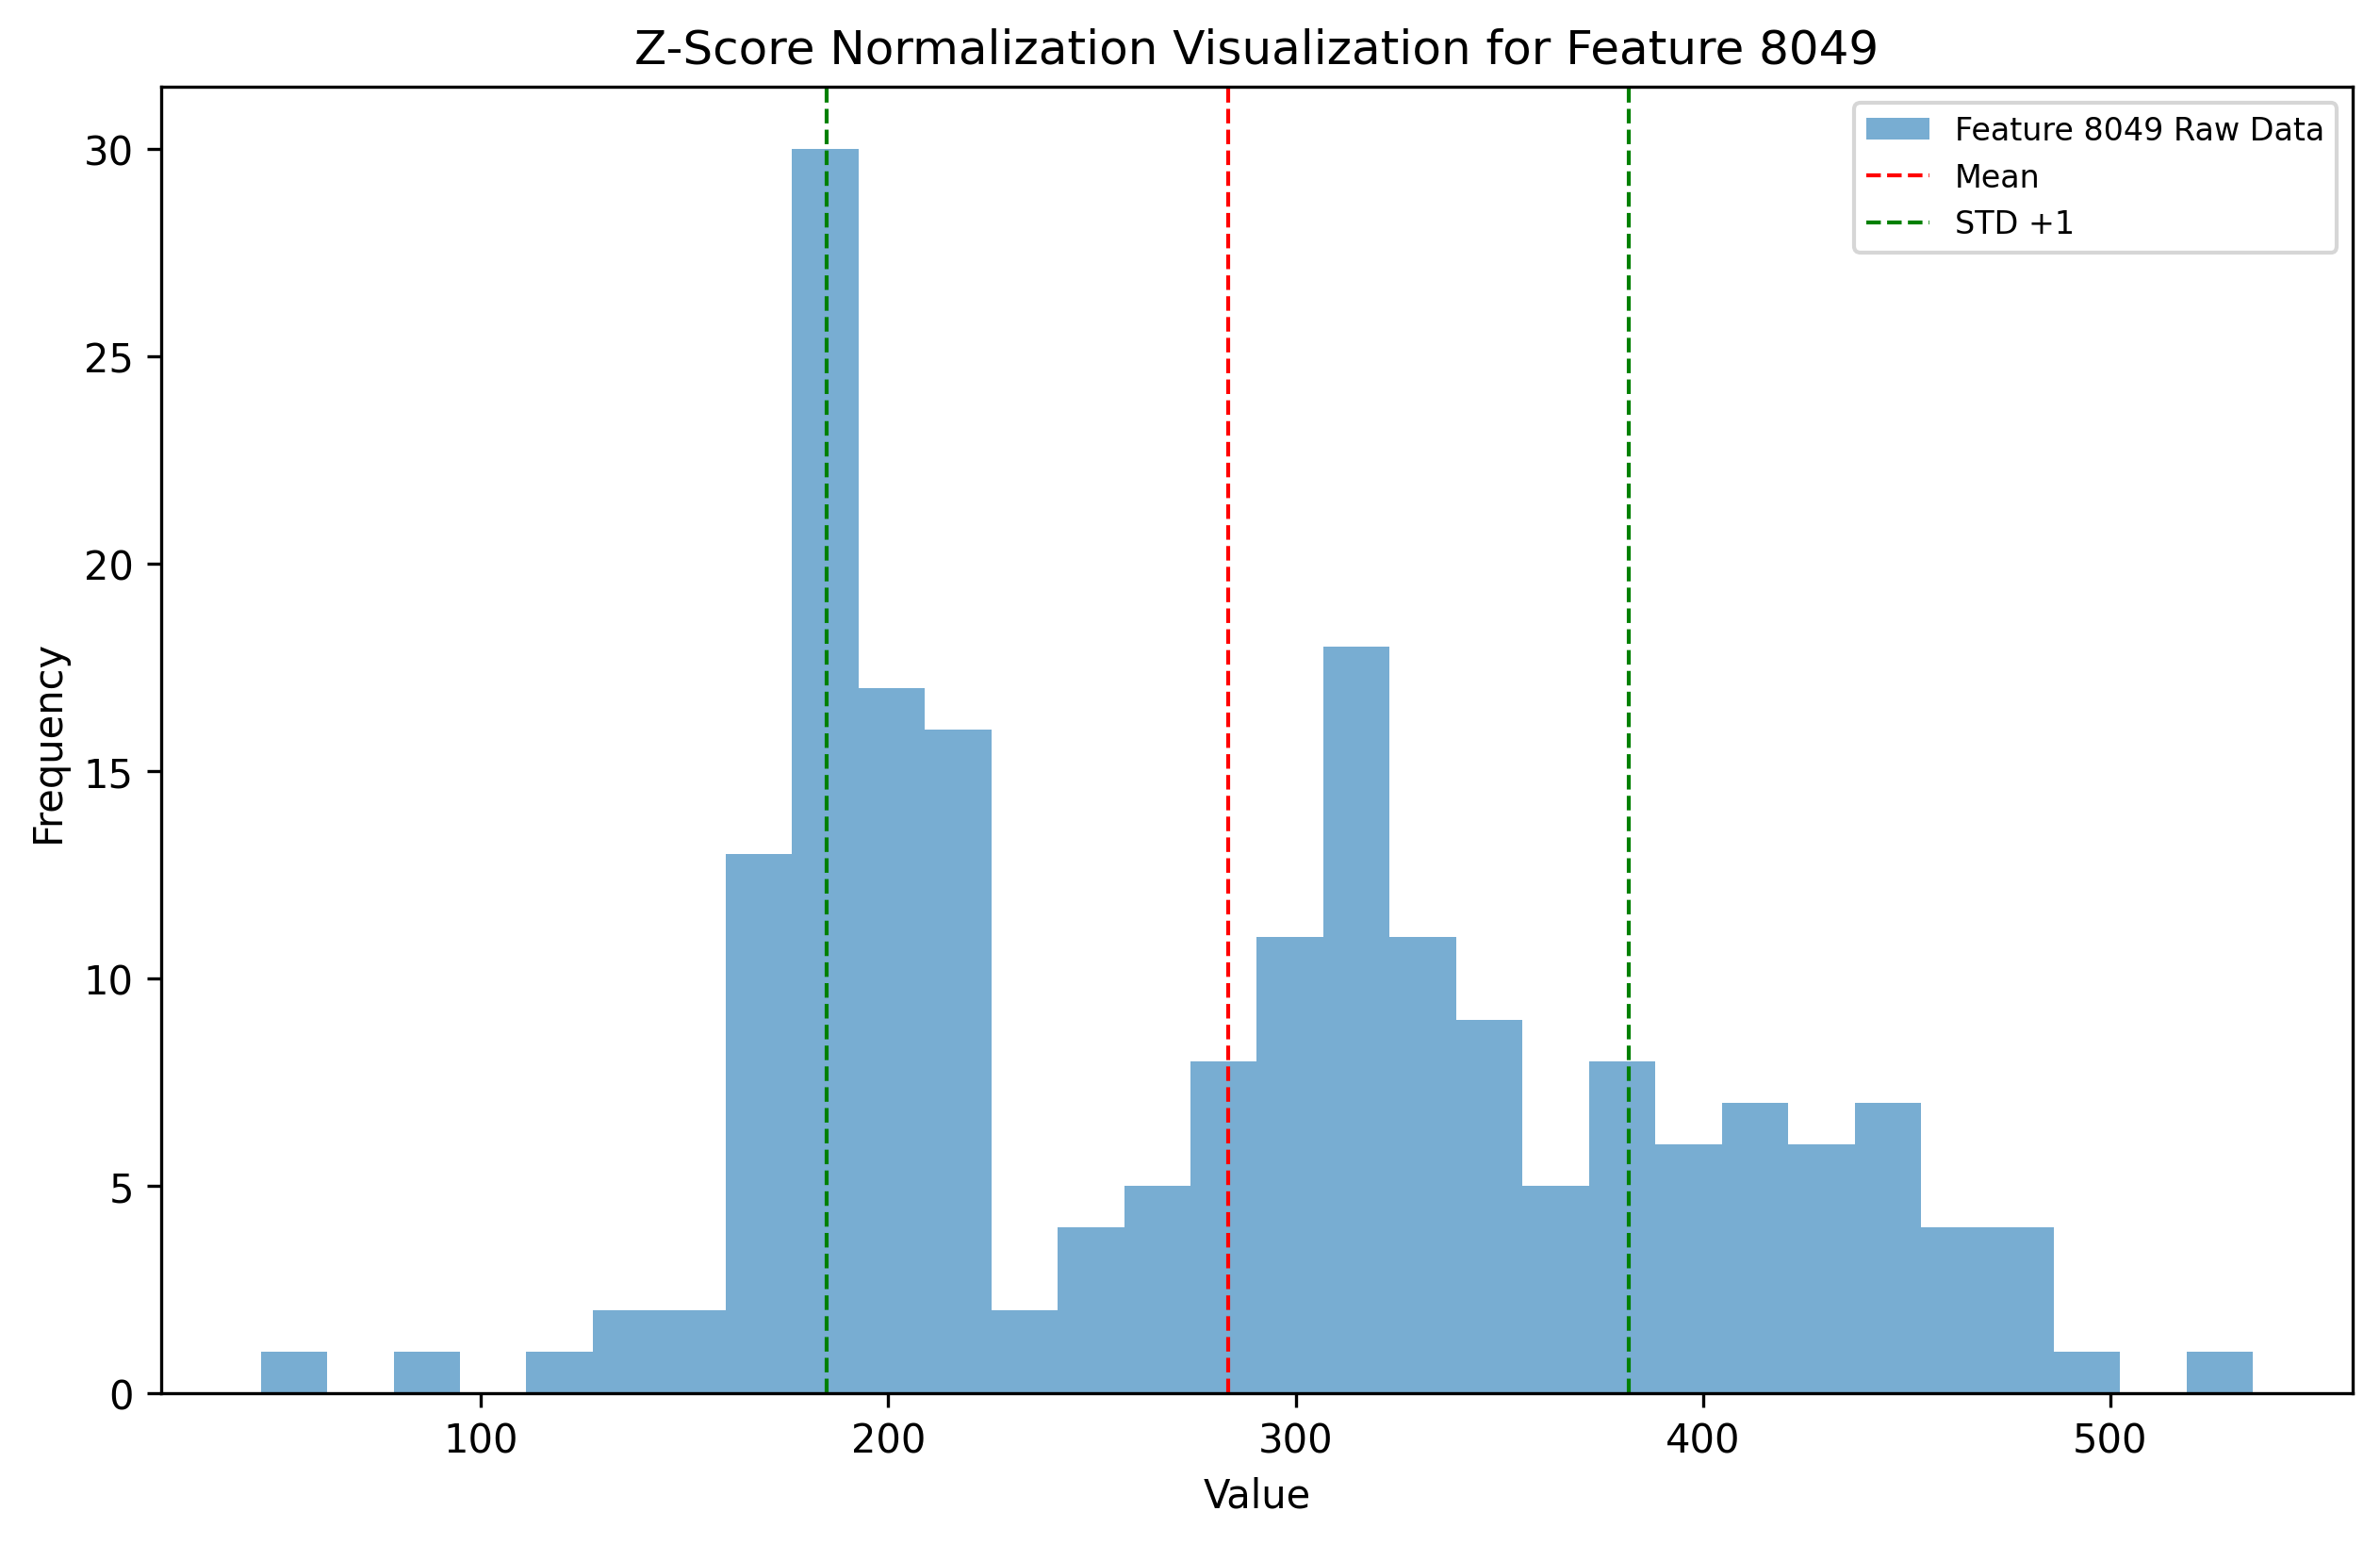 Z-Score Normalization Visualization for Feature 8049
Feature 8049 Raw Data
Mean
STD +1
30
25
20
15
10
5
0
Frequency
100 200 300 400 500
Value